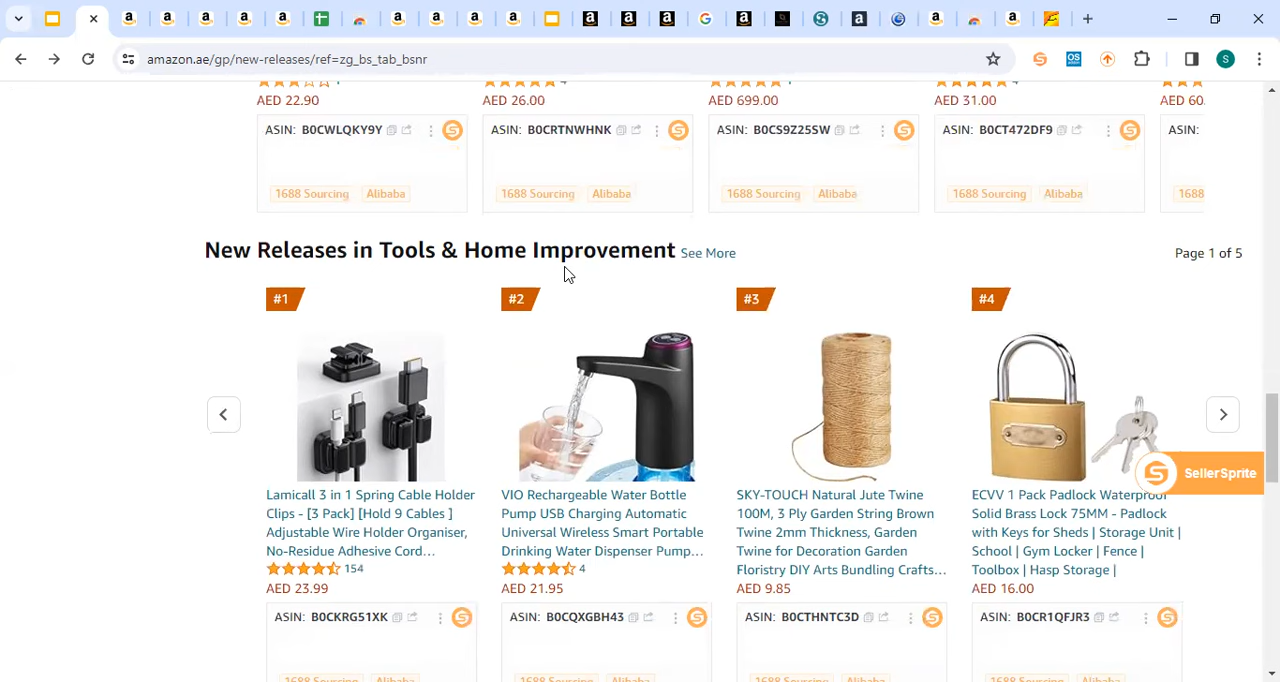 amazon.ae/gp/new-releases/ref=zg_bs_tab_bsnr
S
AED 22.90
AED 26.00
AED 699.00
AED 31.00
AED 60.
ASIN: B0CWLQKY9Y
ASIN: B0CRTNWHNK
ASIN: B0CS9Z25SW
ASIN: B0CT472DF9
ASIN:
1688 Sourcing Alibaba
1688 Sourcing Alibaba
1688 Sourcing Alibaba
1688 Sourcing Alibaba
1688
New Releases in Tools & Home Improvement See More
Page 1 of 5
#1
#2
#3
#4
Lamicall 3 in 1 Spring Cable Holder
Clips - [3 Pack] [Hold 9 Cables ]
Adjustable Wire Holder Organiser,
No-Residue Adhesive Cord...
154
AED 23.99
VIO Rechargeable Water Bottle
Pump USB Charging Automatic
Universal Wireless Smart Portable
Drinking Water Dispenser Pump...
4
AED 21.95
SKY-TOUCH Natural Jute Twine
100M, 3 Ply Garden String Brown
Twine 2mm Thickness, Garden
Twine for Decoration Garden
Floristry DIY Arts Bundling Crafts...
AED 9.85
ECVV 1 Pack Padlock Waterproof
Solid Brass Lock 75MM - Padlock
with Keys for Sheds | Storage Unit |
School | Gym Locker | Fence |
Toolbox | Hasp Storage |
AED 16.00
SellerSprite
ASIN: B0CKRG51XK
ASIN: B0CQXGBH43
ASIN: B0CTHNTC3D
ASIN: B0CR1QFJR3
1688 Sourcing Alibaba
1688 Sourcing Alibaba
1688 Sourcing Alibaba
1688 Sourcing Alibaba